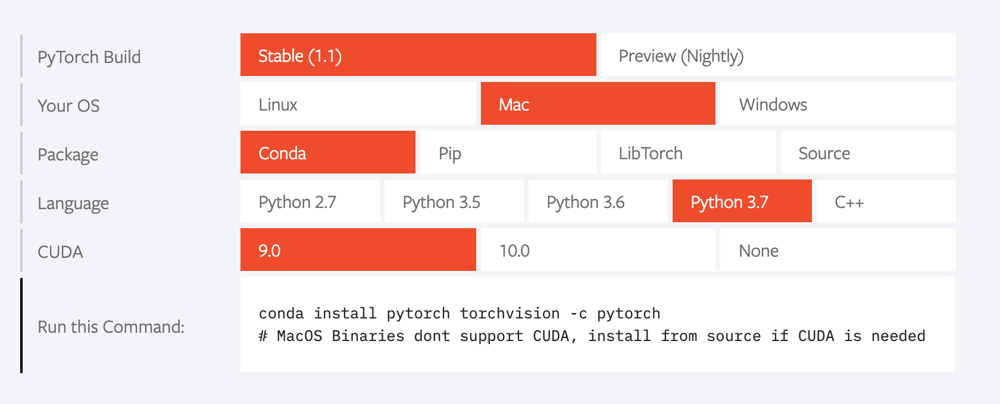 PyTorch Build Stable (1.1) Preview (Nightly)
Your OS Linux Mac Windows
Package Conda Pip LibTorch Source
Language Python 2.7 Python 3.5 Python 3.6 Python 3.7 C++
CUDA 9.0 10.0 None
Run this Command:
conda install pytorch torchvision -c pytorch
# MacOS Binaries dont support CUDA, install from source if CUDA is needed